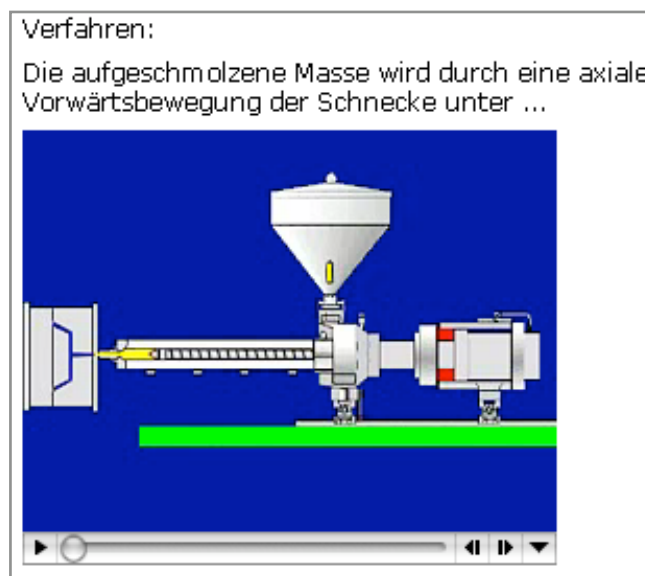 Verfahren:
Die aufgeschmolzene Masse wird durch eine axiale
Vorwärtsbewegung der Schnecke unter ...